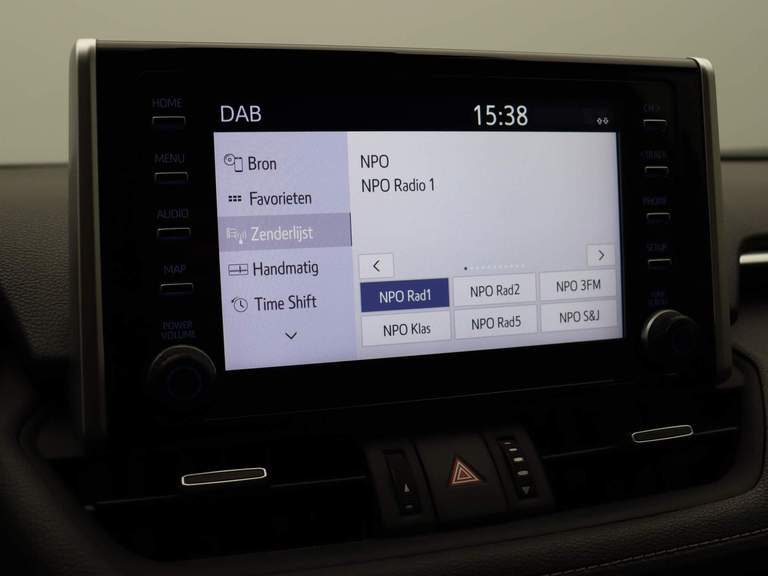 HOME
MENU
AUDIO
MAP
POWER
VOLUME
DAB
15:38
Bron
Favorieten
Zenderlijst
Handmatig
Time Shift
NPO
NPO Radio 1
NPO Rad1
NPO Rad2
NPO 3FM
NPO Klas
NPO Rad5
NPO S&J
PHONE
SETUP